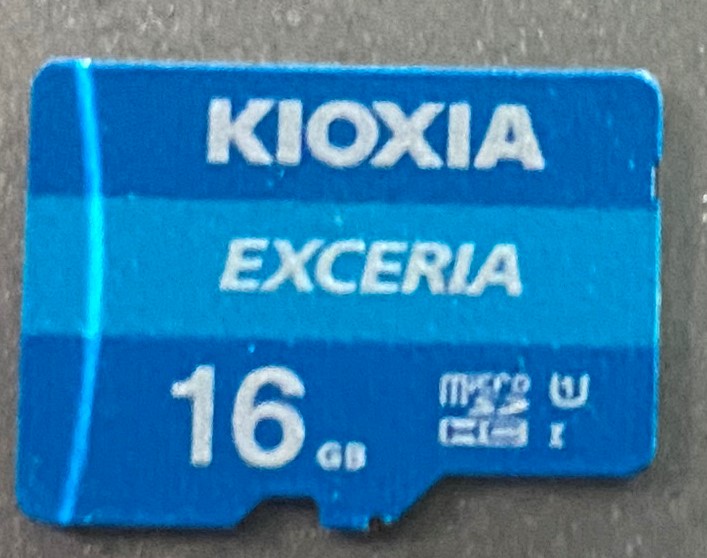 KIOXIA
EXCERIA
16 GB
micro
SD
HC I
U1